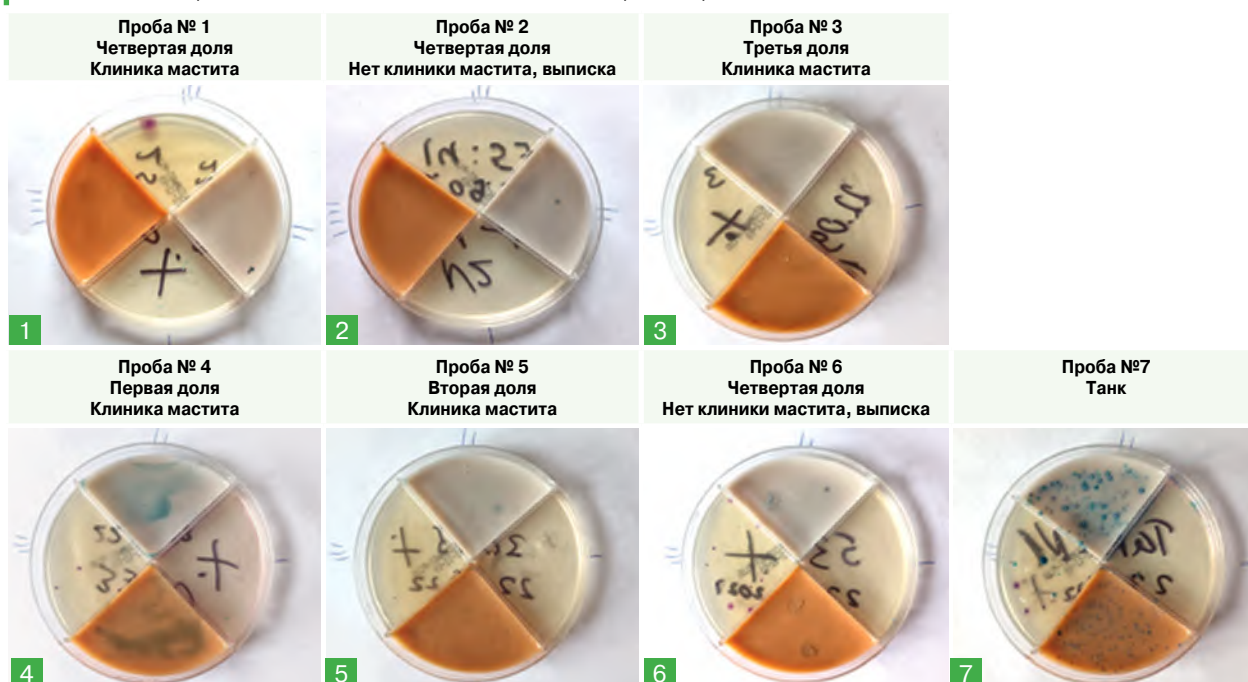 Проба № 1
Четвертая доля
Клиника мастита
Проба № 2
Четвертая доля
Нет клиники мастита, выписка
Проба № 3
Третья доля
Клиника мастита
1
2
3
Проба № 4
Первая доля
Клиника мастита
Проба № 5
Вторая доля
Клиника мастита
Проба № 6
Четвертая доля
Нет клиники мастита, выписка
Проба №7
Танк
4
5
6
7